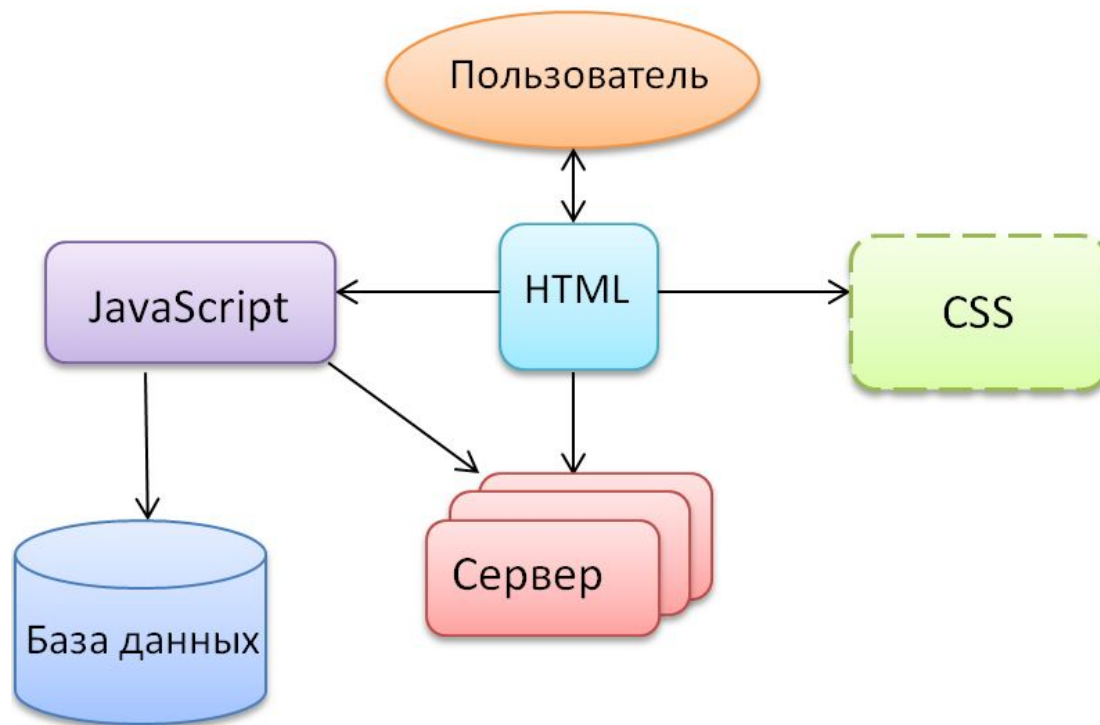 Пользователь
JavaScript
HTML
CSS
Сервер
База данных